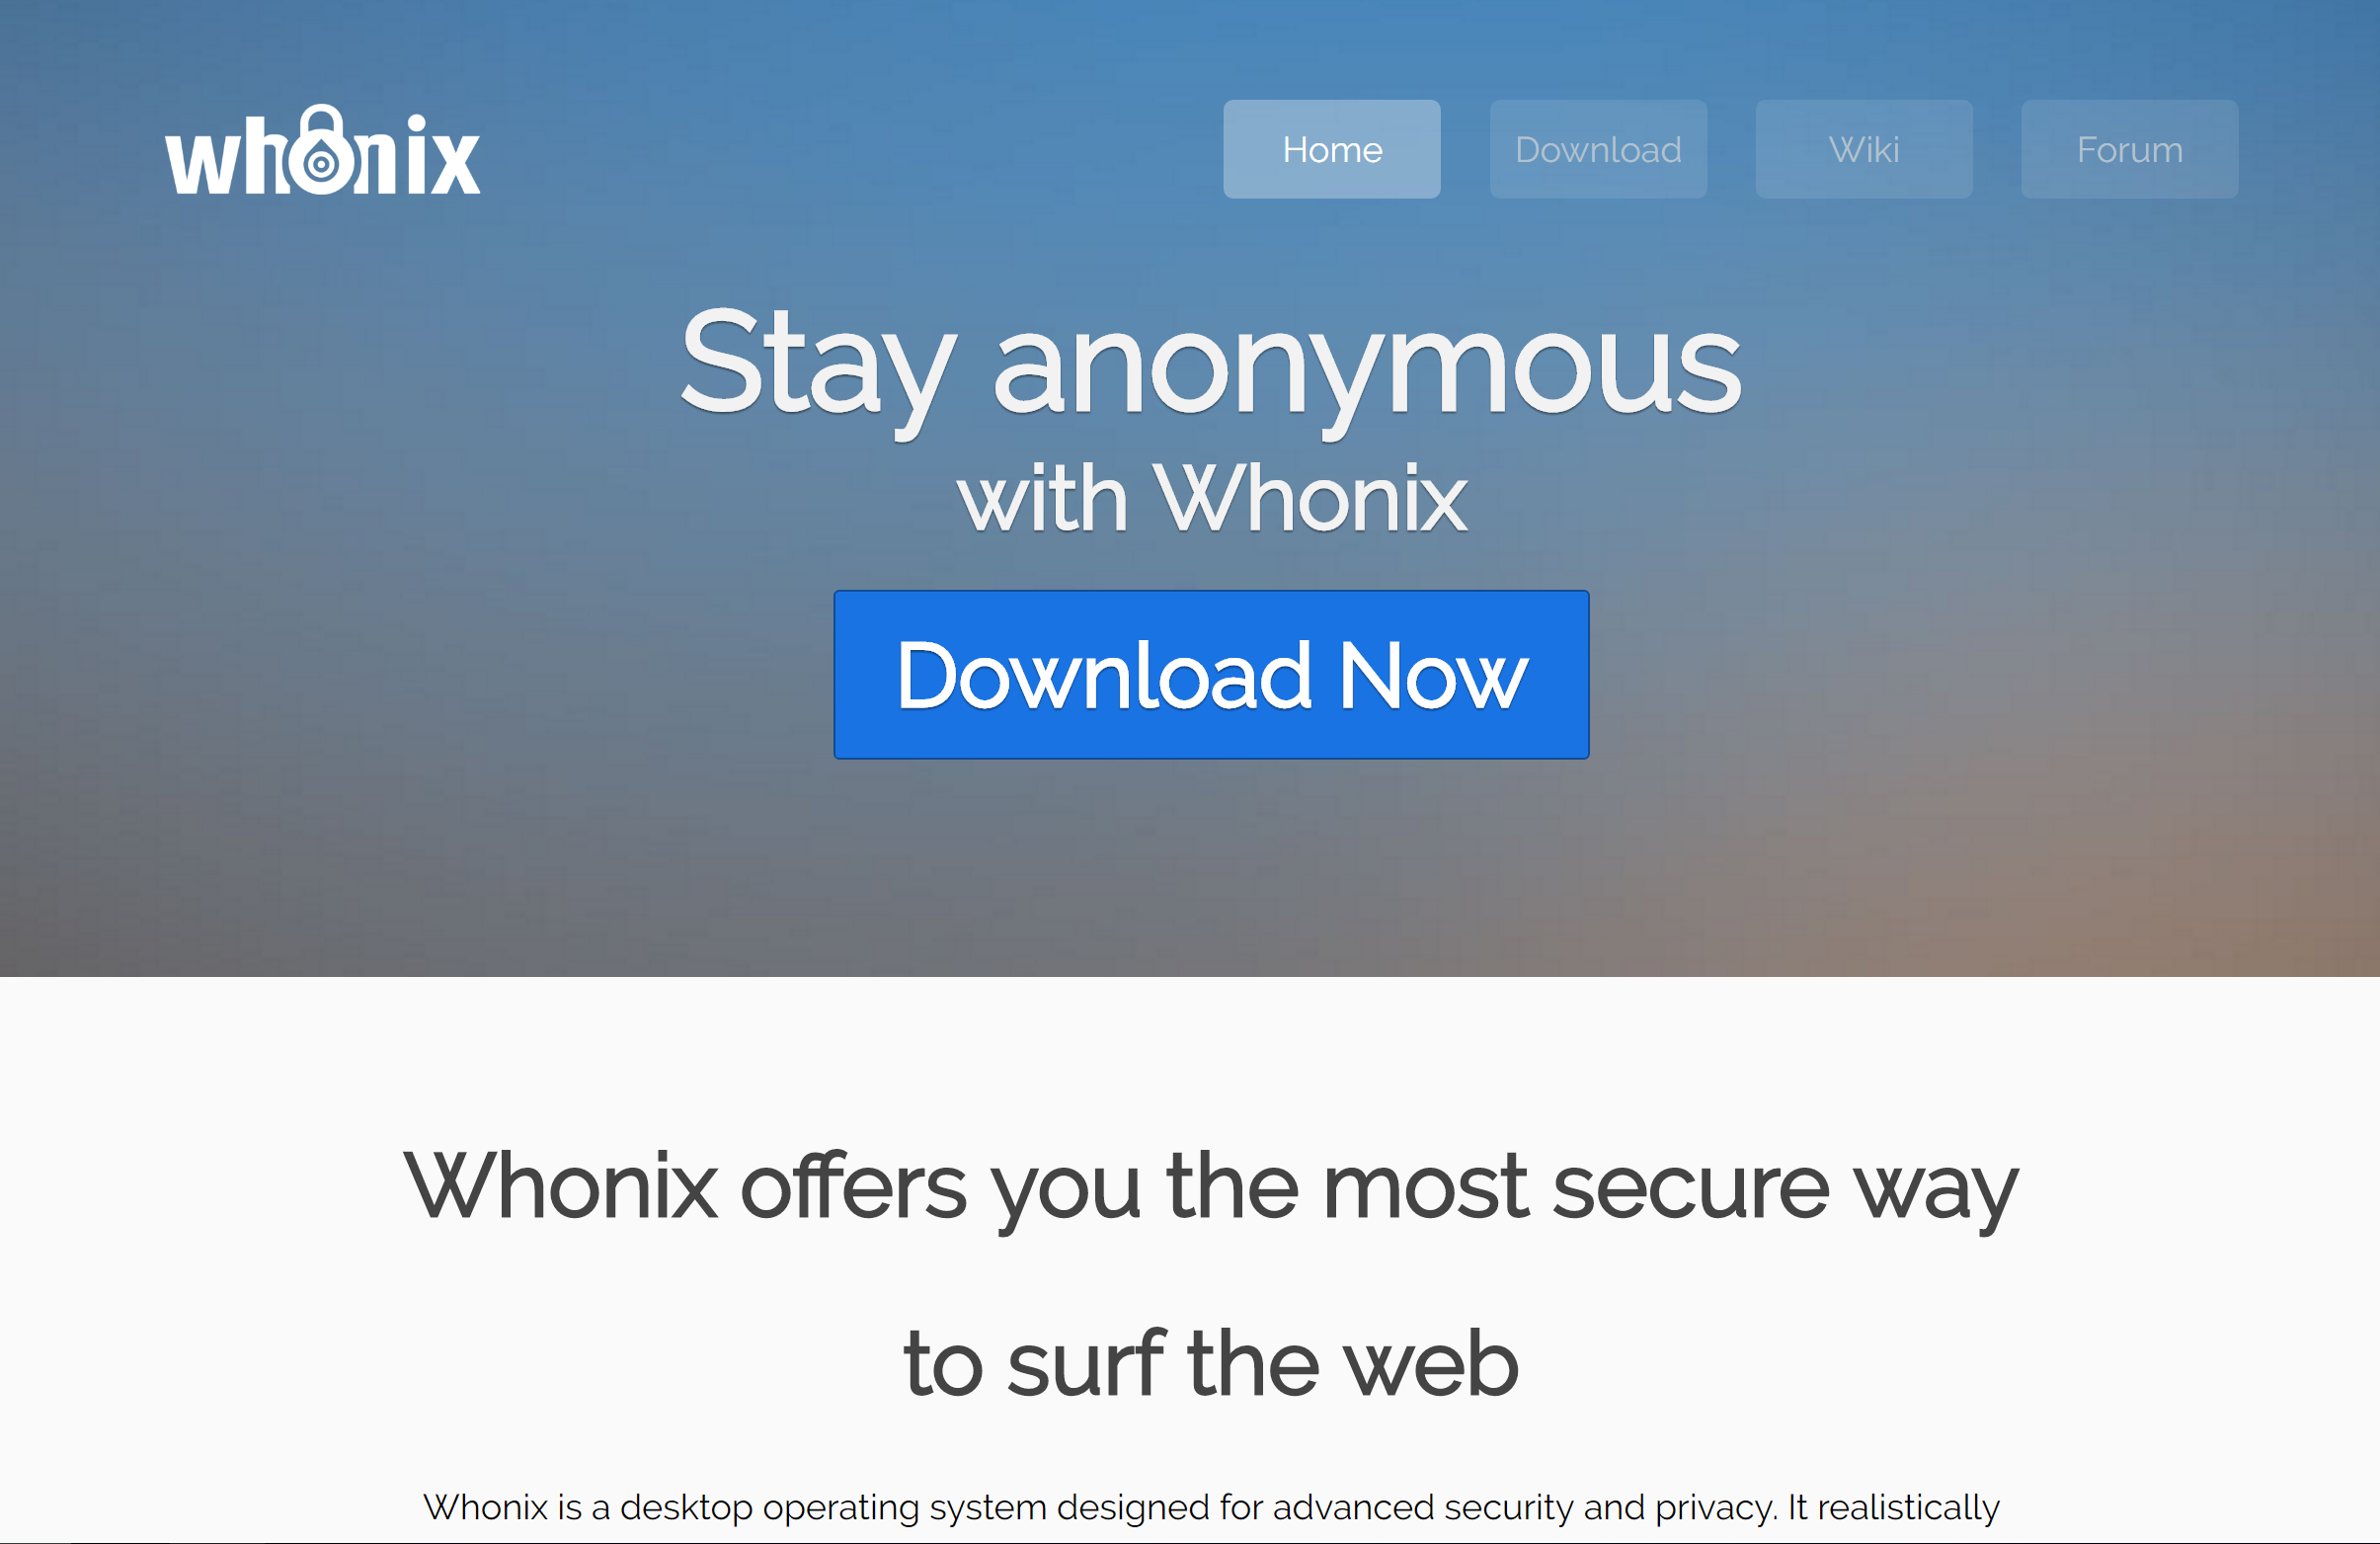 whonix
Home Download Wiki Forum
Stay anonymous
with Whonix
Download Now
Whonix offers you the most secure way
to surf the web
Whonix is a desktop operating system designed for advanced security and privacy. It realistically